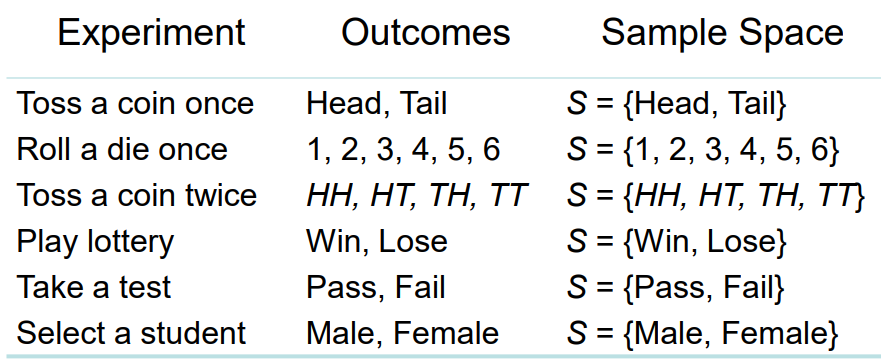 Experiment Outcomes Sample Space
Toss a coin once Head, Tail S = {Head, Tail}
Roll a die once 1, 2, 3, 4, 5, 6 S = {1, 2, 3, 4, 5, 6}
Toss a coin twice HH, HT, TH, TT S = {HH, HT, TH, TT}
Play lottery Win, Lose S = {Win, Lose}
Take a test Pass, Fail S = {Pass, Fail}
Select a student Male, Female S = {Male, Female}